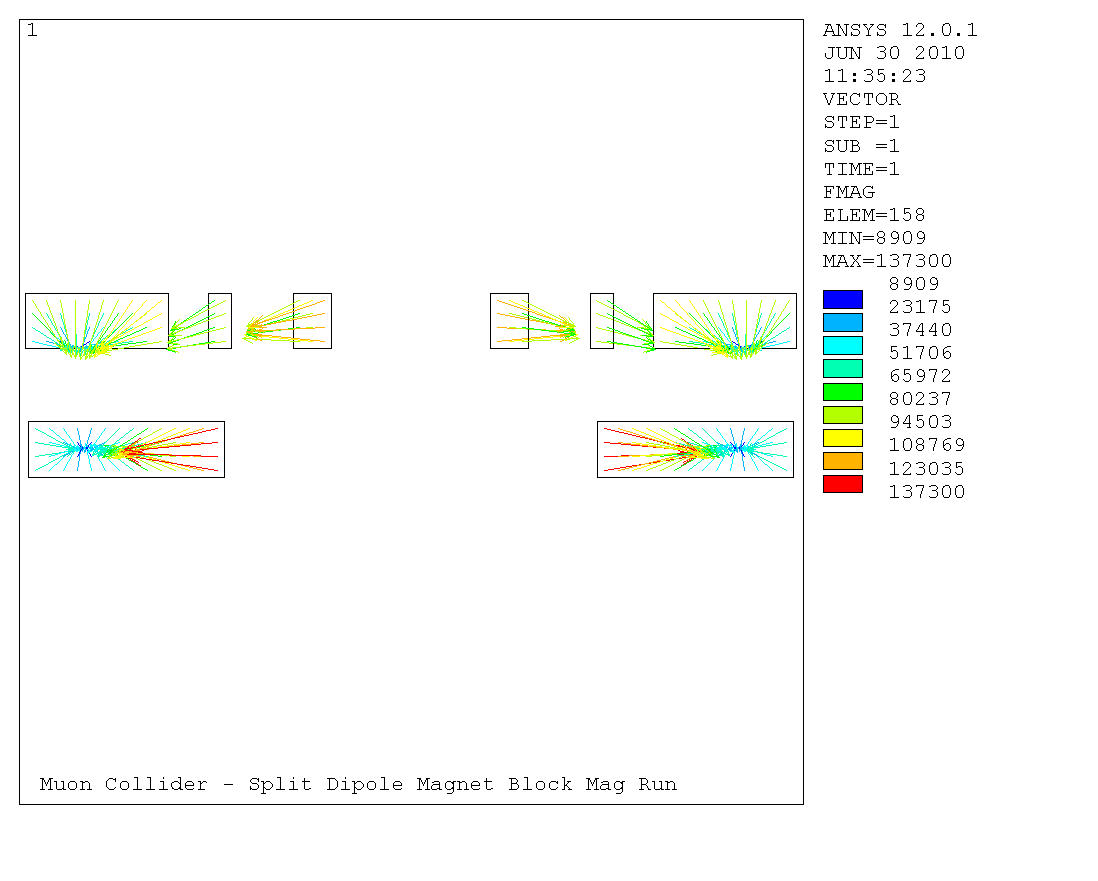 1
ANSYS 12.0.1
JUN 30 2010
11:35:23
VECTOR
STEP=1
SUB =1
TIME=1
FMAG
ELEM=158
MIN=8909
MAX=137300
8909
23175
37440
51706
65972
80237
94503
108769
123035
137300
Muon Collider - Split Dipole Magnet Block Mag Run